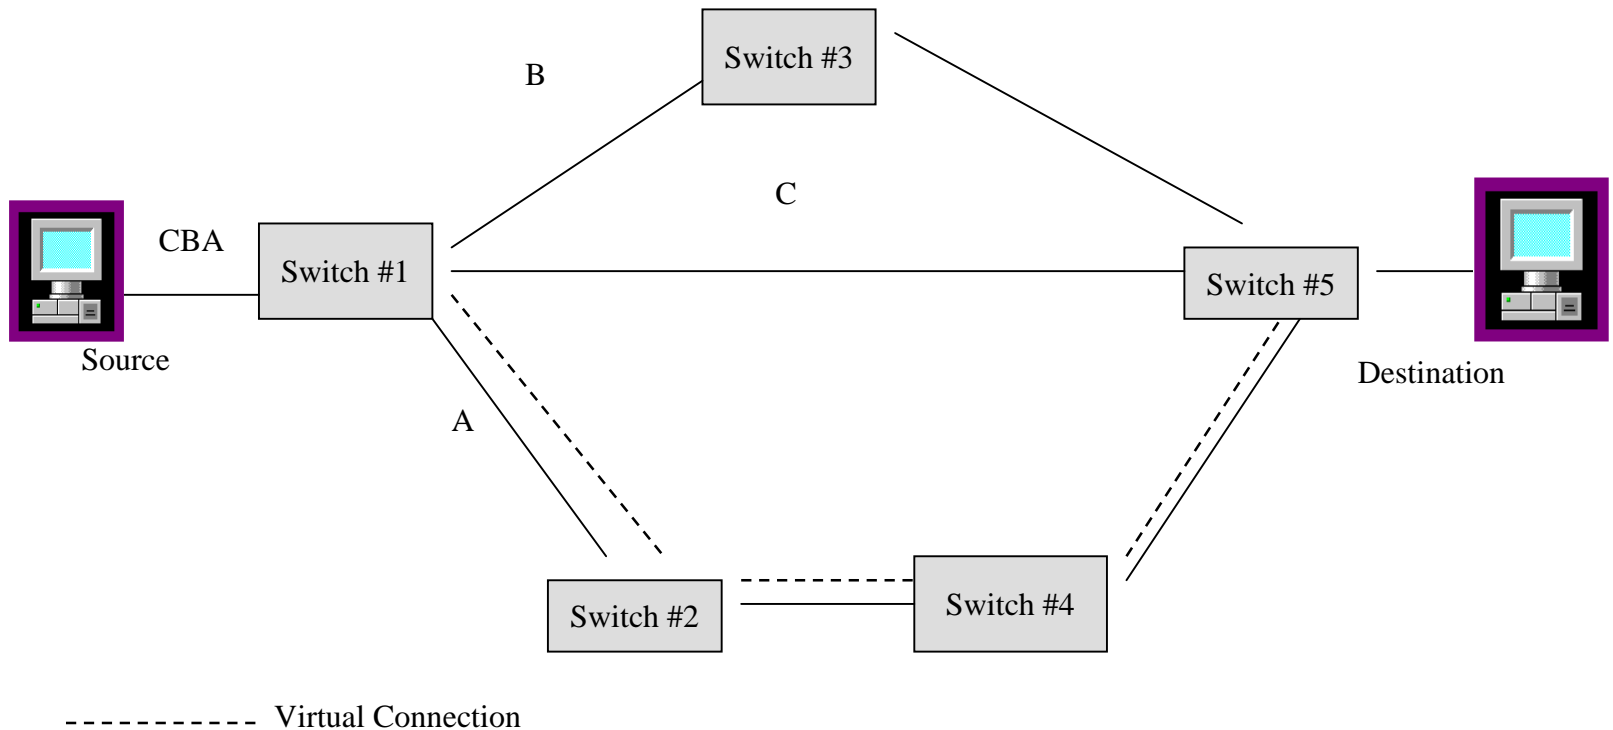 Switch #3
B
C
CBA
Switch #1
Switch #5
Source
Destination
A
Switch #2
Switch #4
Virtual Connection